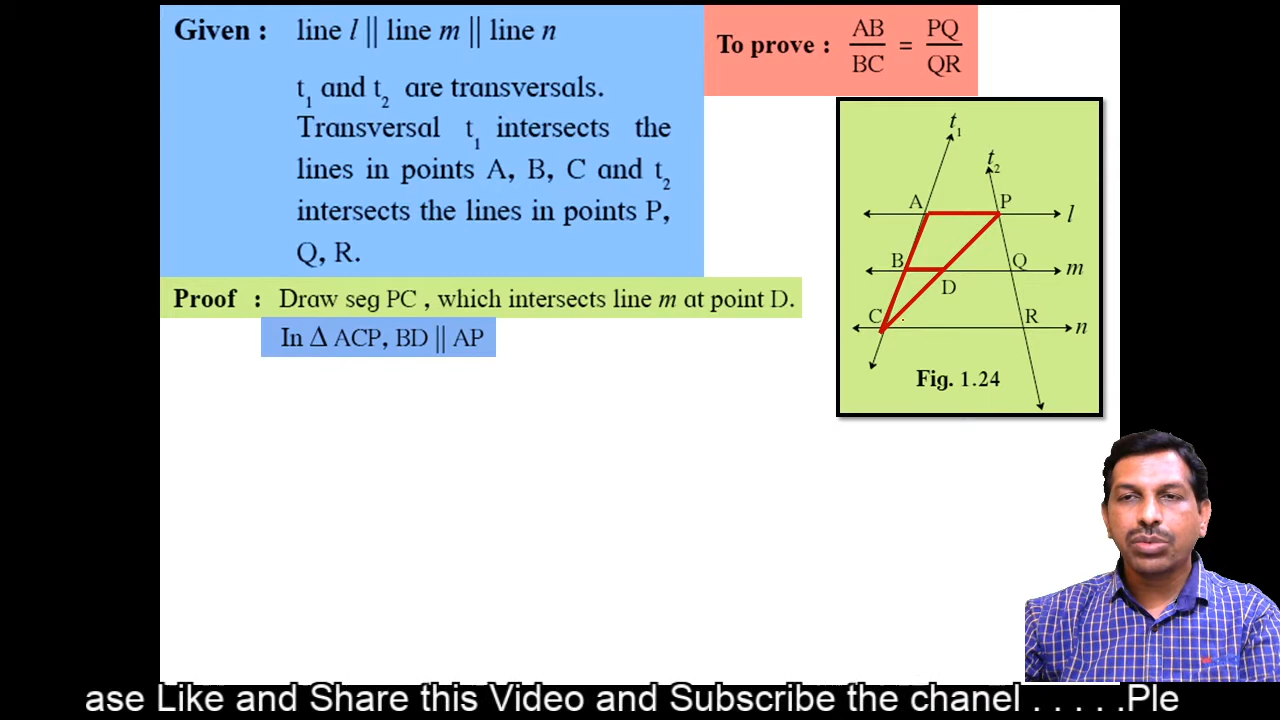 Given : line l || line m || line n
t1 and t2 are transversals.
Transversal t1 intersects the
lines in points A, B, C and t2
intersects the lines in points P,
Q, R.
To prove : AB/BC = PQ/QR
Proof : Draw seg PC , which intersects line m at point D.
In Δ ACP, BD || AP
t1
t2
A P l
B Q m
D
C R n
Fig. 1.24
ase Like and Share this Video and Subscribe the chanel . . . . .Ple